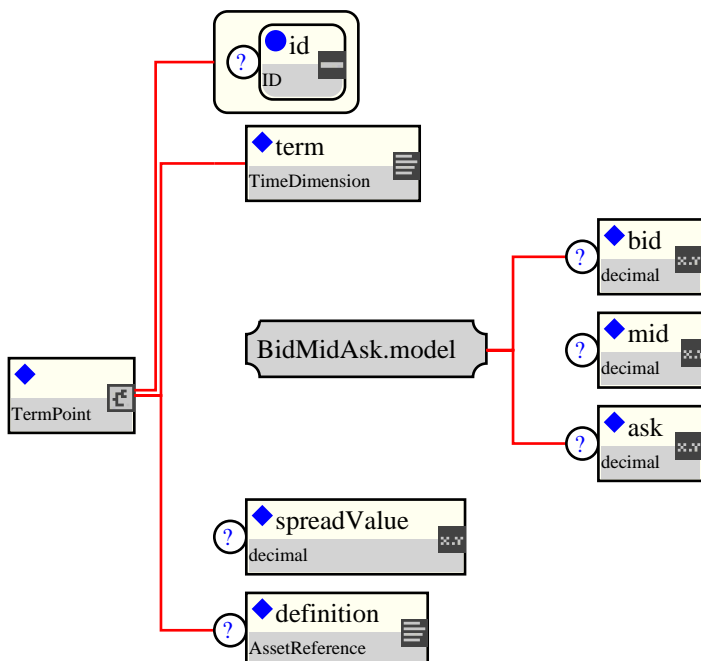 ? id
ID
term
TimeDimension
? bid
x.Y
decimal
BidMidAsk.model
? mid
x.Y
decimal
TermPoint
? ask
x.Y
decimal
? spreadValue
x.Y
decimal
? definition
AssetReference